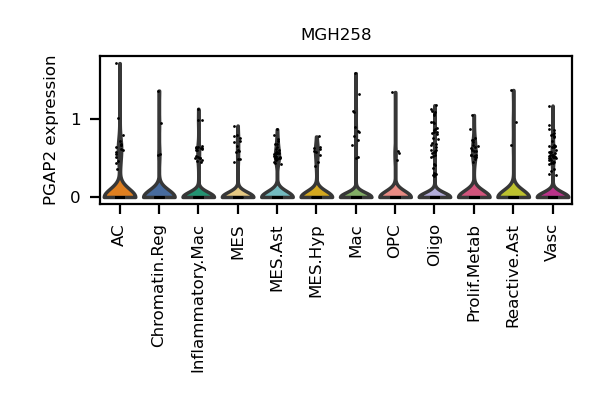 MGH258
PGAP2 expression
1
0
AC
Chromatin.Reg
Inflammatory.Mac
MES
MES.Ast
MES.Hyp
Mac
OPC
Oligo
Prolif.Metab
Reactive.Ast
Vasc